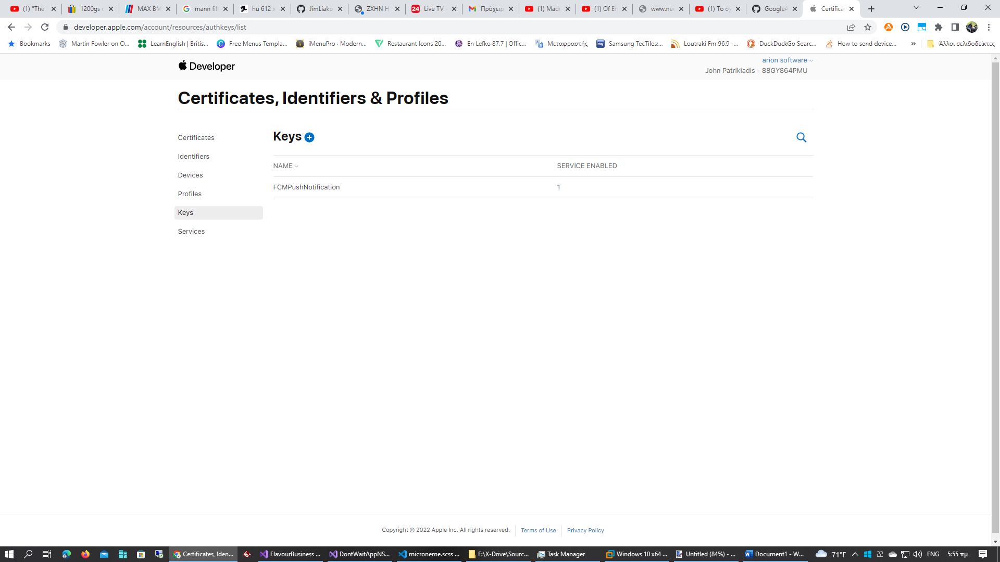 (1) "The
1200gs c
MAX BM
mann fil
hu 612 x
JimLiako
ZXHN H
Live TV -
Πρόχειρ
(1) Madr
(1) Of En
www.ne
(1) Το σχ
GoogleA
Certifica
developer.apple.com/account/resources/authkeys/list
Bookmarks
Martin Fowler on O...
LearnEnglish | Britis...
Free Menus Templa...
iMenuPro · Modern...
Restaurant Icons 20...
En Lefko 87.7 | Offic...
Μεταφραστής
Samsung TecTiles:...
Loutraki Fm 96.9 -...
DuckDuckGo Searc...
How to send device...
»
Άλλοι σελιδοδείκτες
Developer
arion software
John Patrikiadis - 88GY864PMU
Certificates, Identifiers & Profiles
Certificates
Identifiers
Devices
Profiles
Keys
Services
Keys
NAME
SERVICE ENABLED
FCMPushNotification
1
Copyright © 2022 Apple Inc. All rights reserved.
Terms of Use
Privacy Policy
Certificates, Iden...
FlavourBusiness ...
DontWaitAppNS...
microneme.scss ...
F:\X-Drive\Sourc...
Task Manager
Windows 10 x64 ...
Untitled (84%) - ...
Document1 - W...
71°F
22
ENG
5:55 πμ